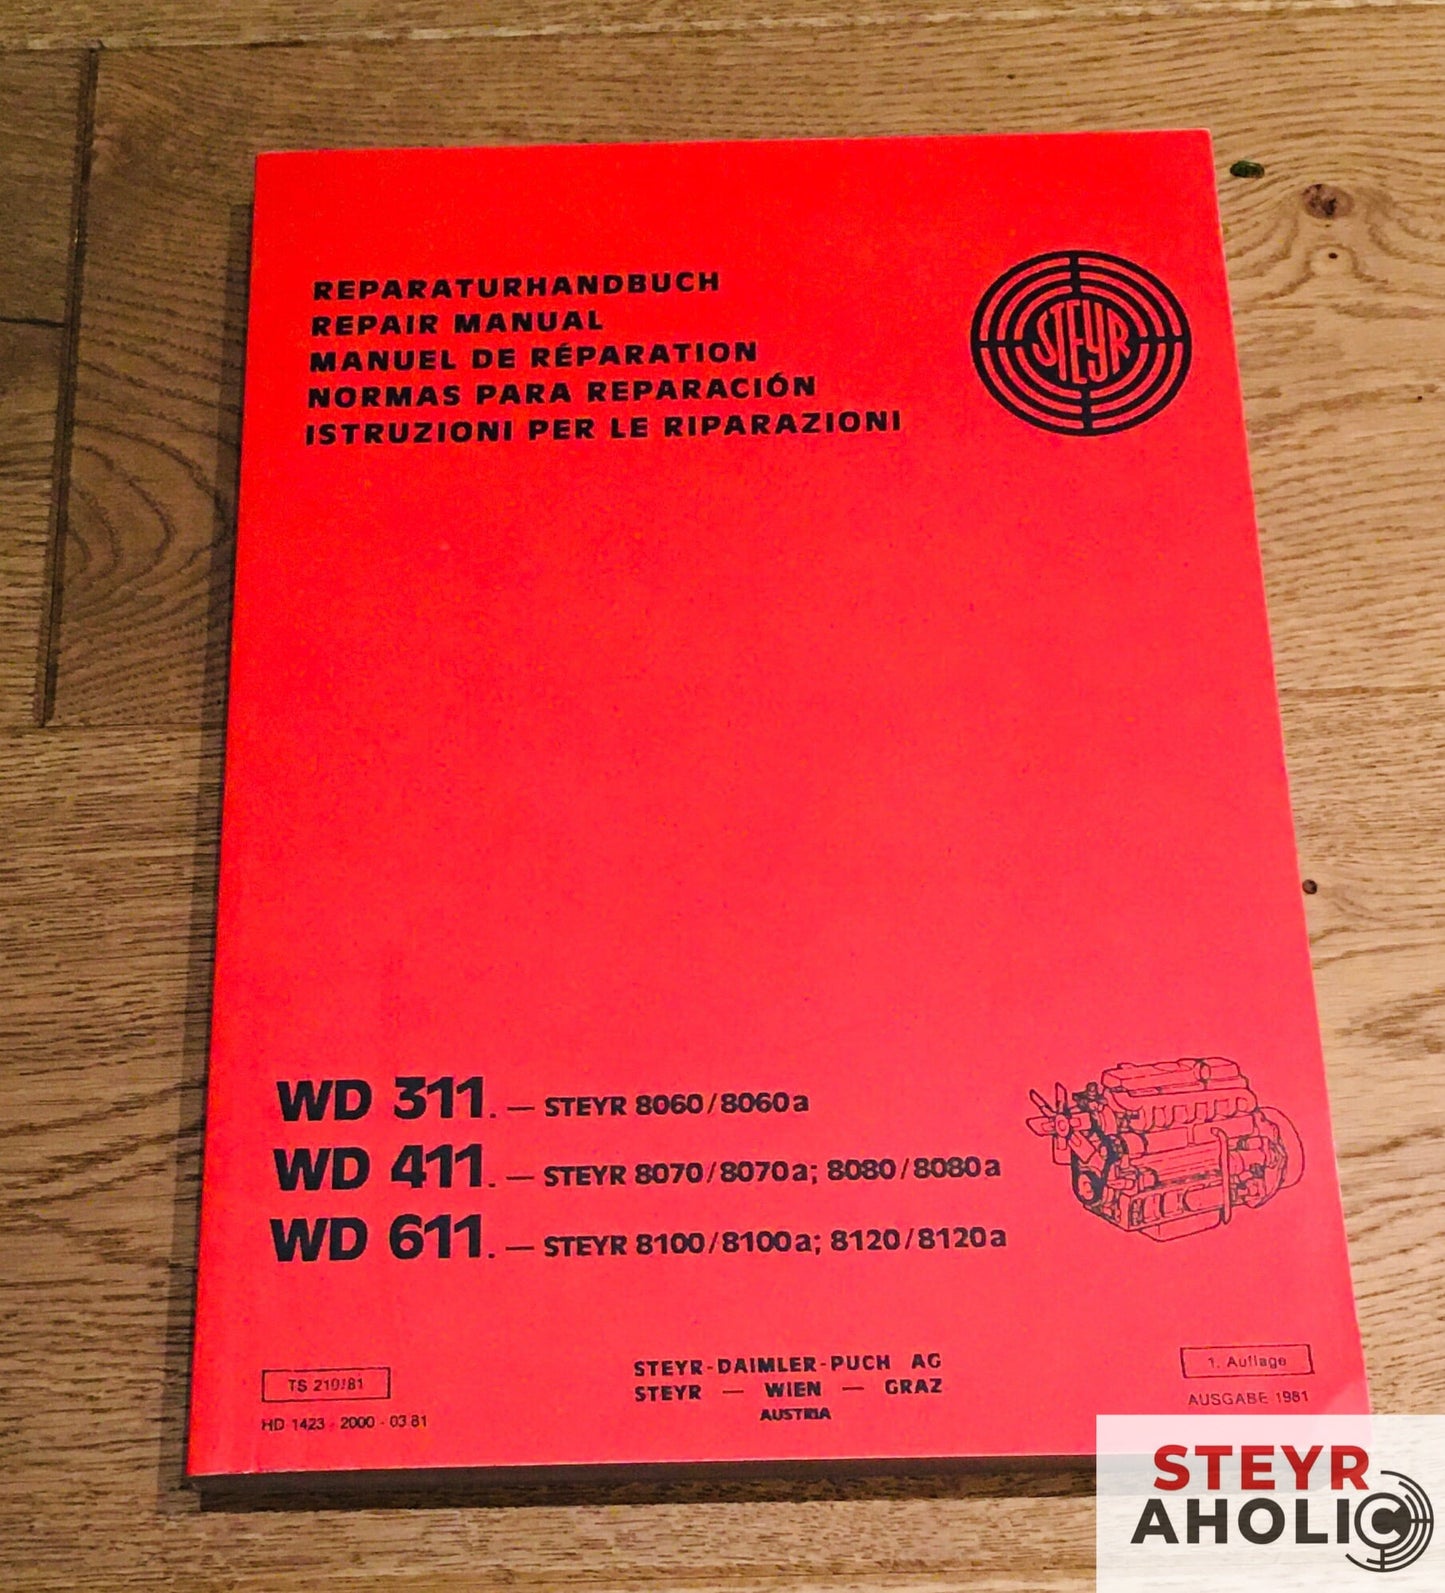 REPARATURHANDBUCH
REPAIR MANUAL
MANUEL DE RÉPARATION
NORMAS PARA REPARACIÓN
ISTRUZIONI PER LE RIPARAZIONI
STEYR
WD 311. — STEYR 8060/8060a
WD 411. — STEYR 8070/8070a; 8080/8080a
WD 611. — STEYR 8100/8100a; 8120/8120a
TS 210/81
HD 1423 - 2000 - 03 81
STEYR-DAIMLER-PUCH AG
STEYR — WIEN — GRAZ
AUSTRIA
1. Auflage
AUSGABE 1981
STEYR
AHOLIC